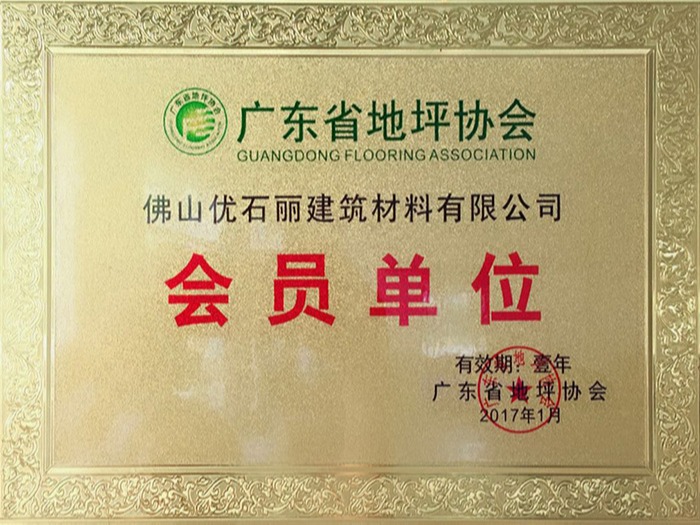 广东省地坪协会
GUANGDONG FLOORING ASSOCIATION
佛山优石丽建筑材料有限公司
会员单位
有效期：壹年
广东省地坪协会
2017年1月